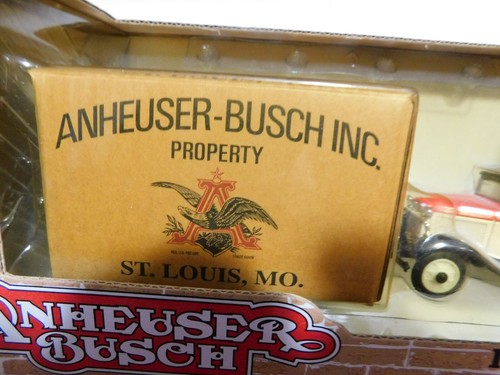 ANHEUSER-BUSCH INC.
PROPERTY
A
ST. LOUIS, MO.
ANHEUSER
BUSCH